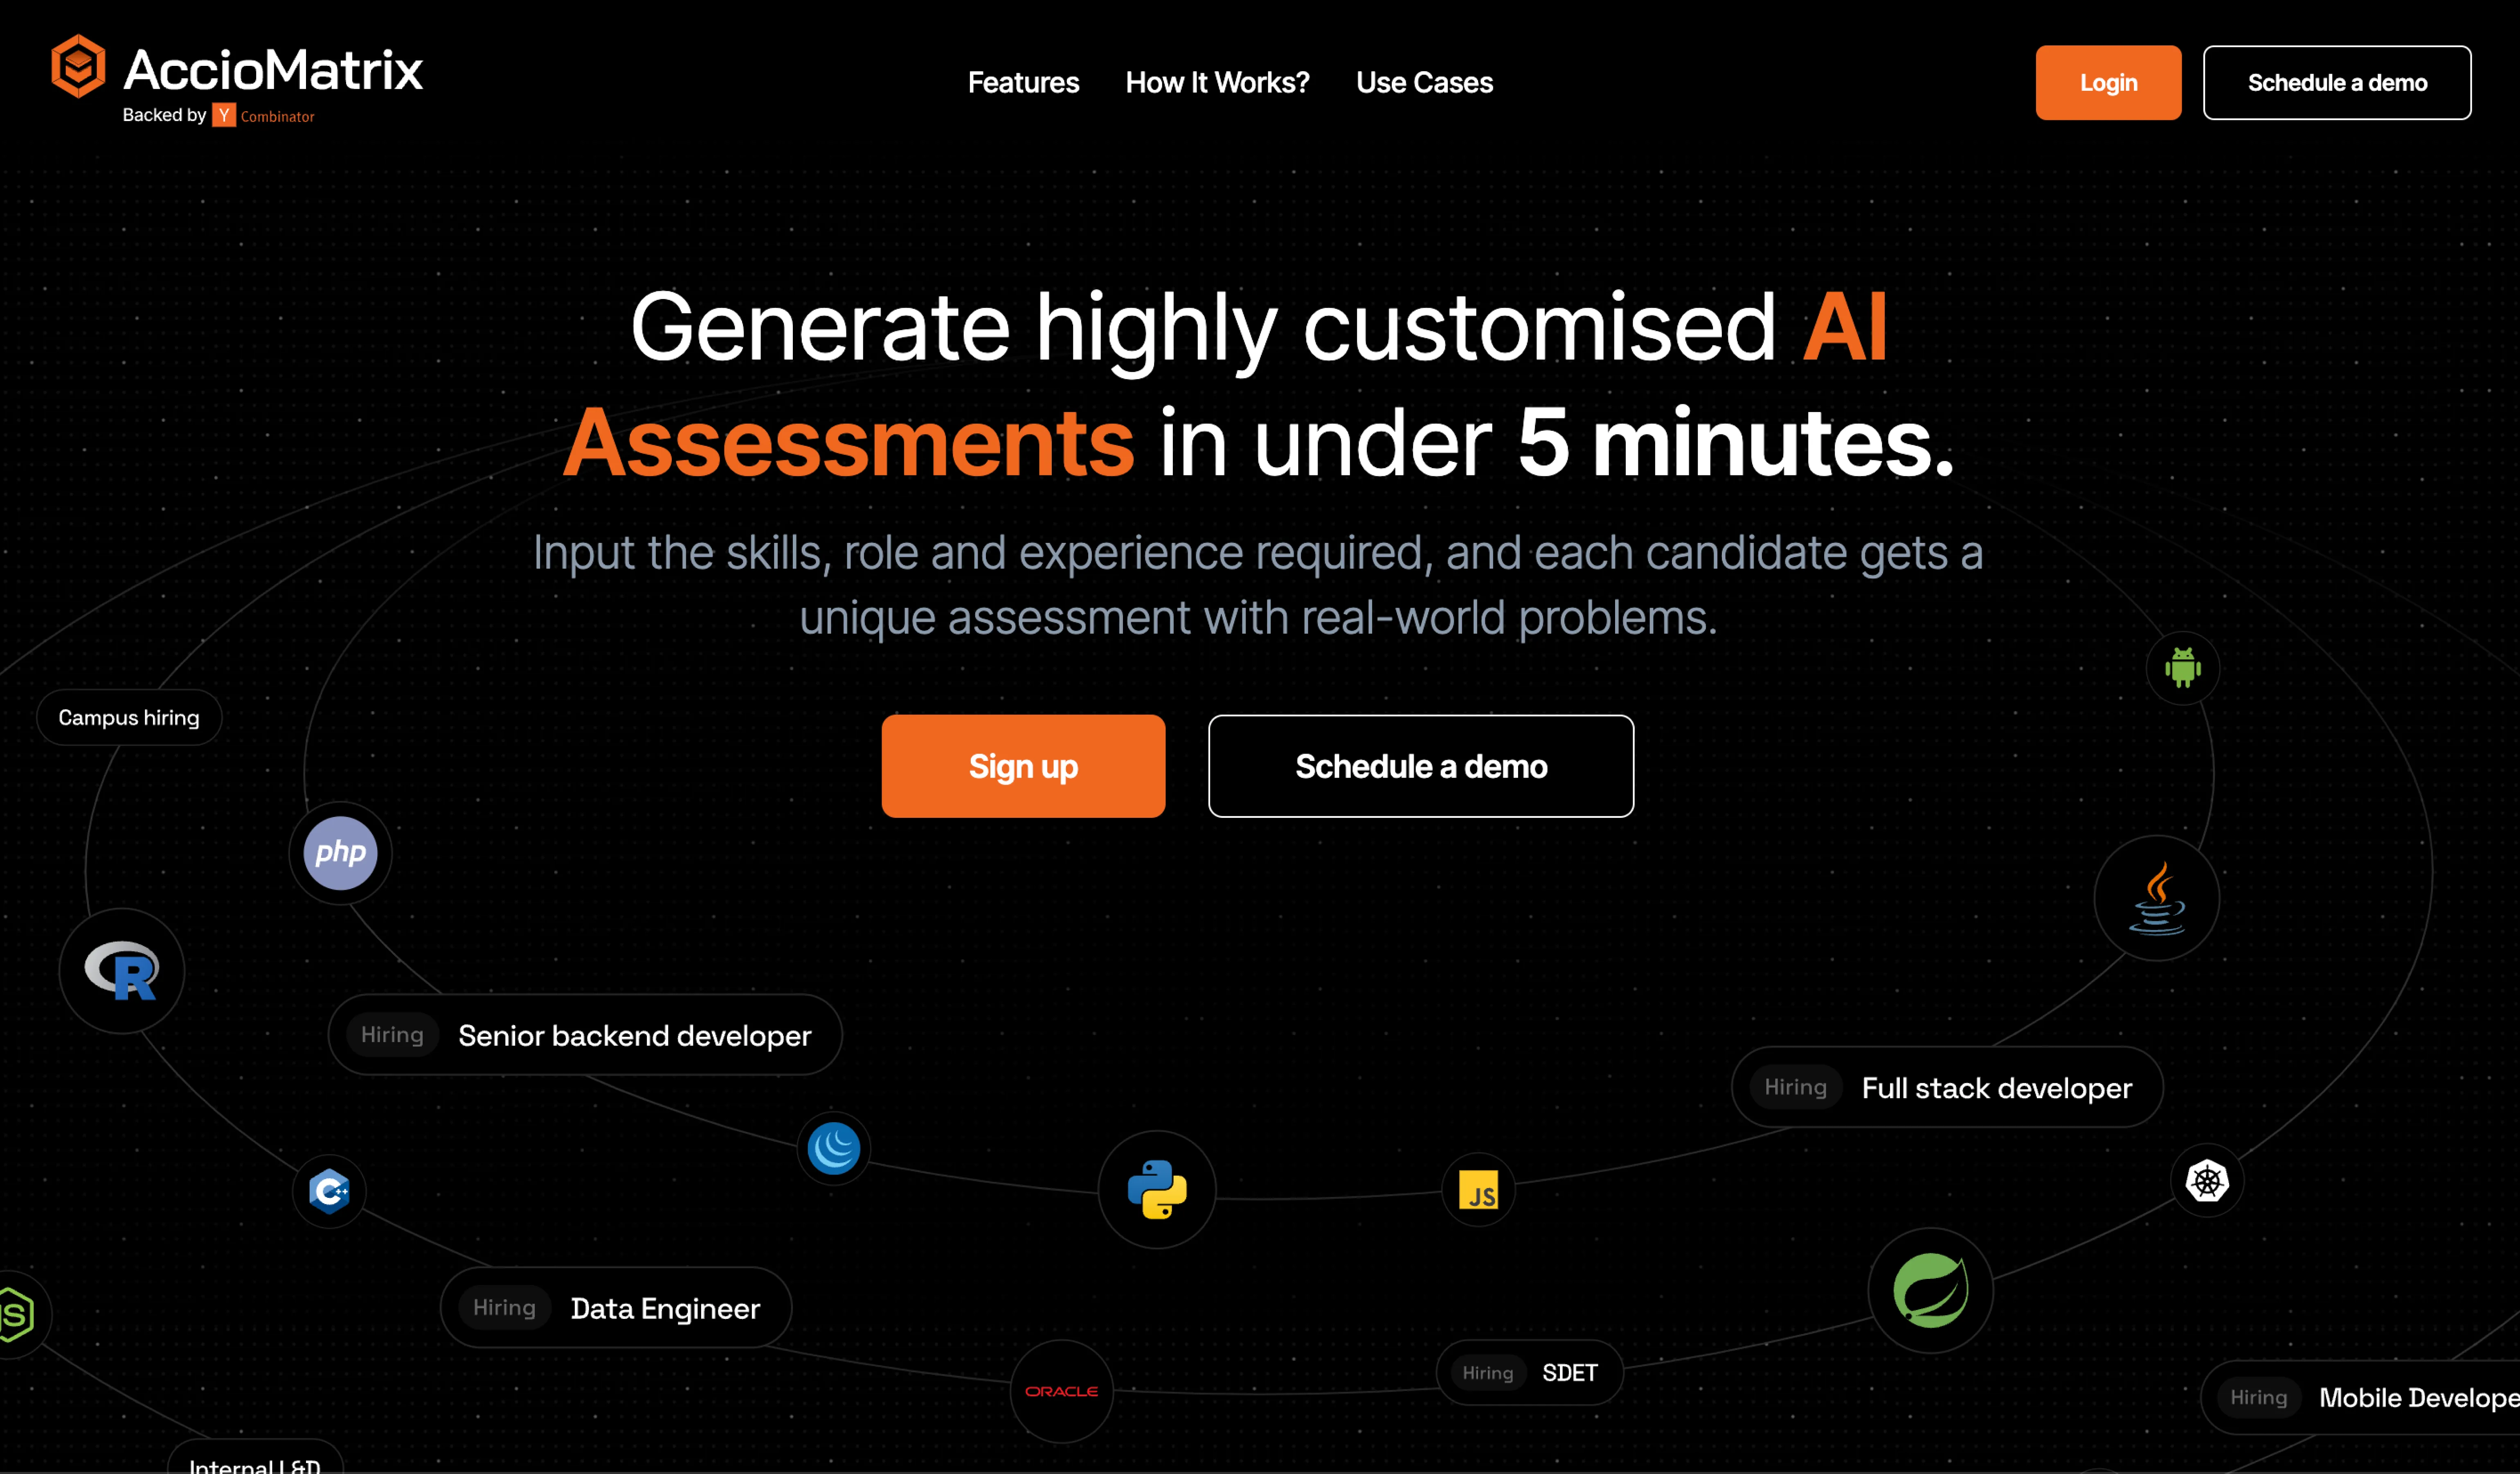 AccioMatrix
Backed by Y Combinator
Features
How It Works?
Use Cases
Login
Schedule a demo
Generate highly customised AI
Assessments in under 5 minutes.
Input the skills, role and experience required, and each candidate gets a
unique assessment with real-world problems.
Sign up
Schedule a demo
Campus hiring
php
R
Hiring Senior backend developer
Hiring Full stack developer
C++
JS
JS
Hiring Data Engineer
ORACLE
Hiring SDET
Hiring Mobile Develope
Internal L&D